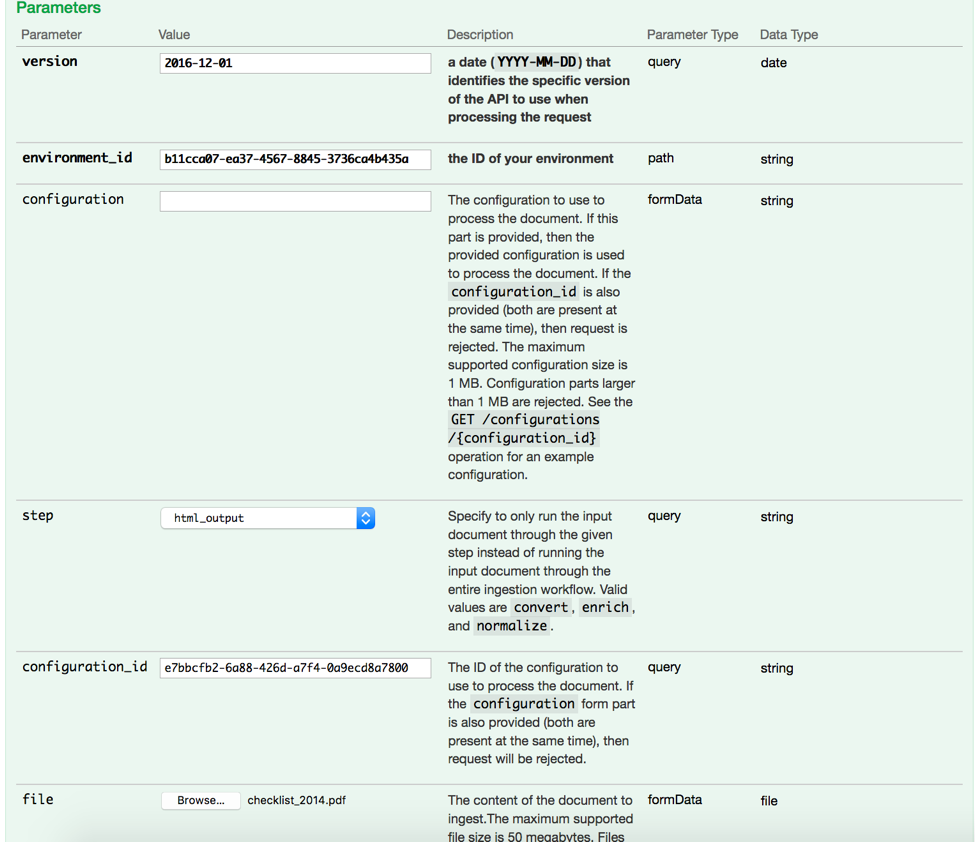 Parameters
Parameter Value Description Parameter Type Data Type
version 2016-12-01 a date (YYYY-MM-DD) that query date
identifies the specific version
of the API to use when
processing the request
environment_id b11cca07-ea37-4567-8845-3736ca4b435a the ID of your environment path string
configuration The configuration to use to formData string
process the document. If this
part is provided, then the
provided configuration is used
to process the document. If the
configuration_id is also
provided (both are present at
the same time), then request is
rejected. The maximum
supported configuration size is
1 MB. Configuration parts larger
than 1 MB are rejected. See the
GET /configurations
/{configuration_id}
operation for an example
configuration.
step html_output Specify to only run the input query string
document through the given
step instead of running the
input document through the
entire ingestion workflow. Valid
values are convert, enrich,
and normalize.
configuration_id e7bbcfb2-6a88-426d-a7f4-0a9ecd8a7800 The ID of the configuration to query string
use to process the document. If
the configuration form part
is also provided (both are
present at the same time), then
request will be rejected.
file Browse... checklist_2014.pdf The content of the document to formData file
ingest.The maximum supported
file size is 50 megabytes. Files